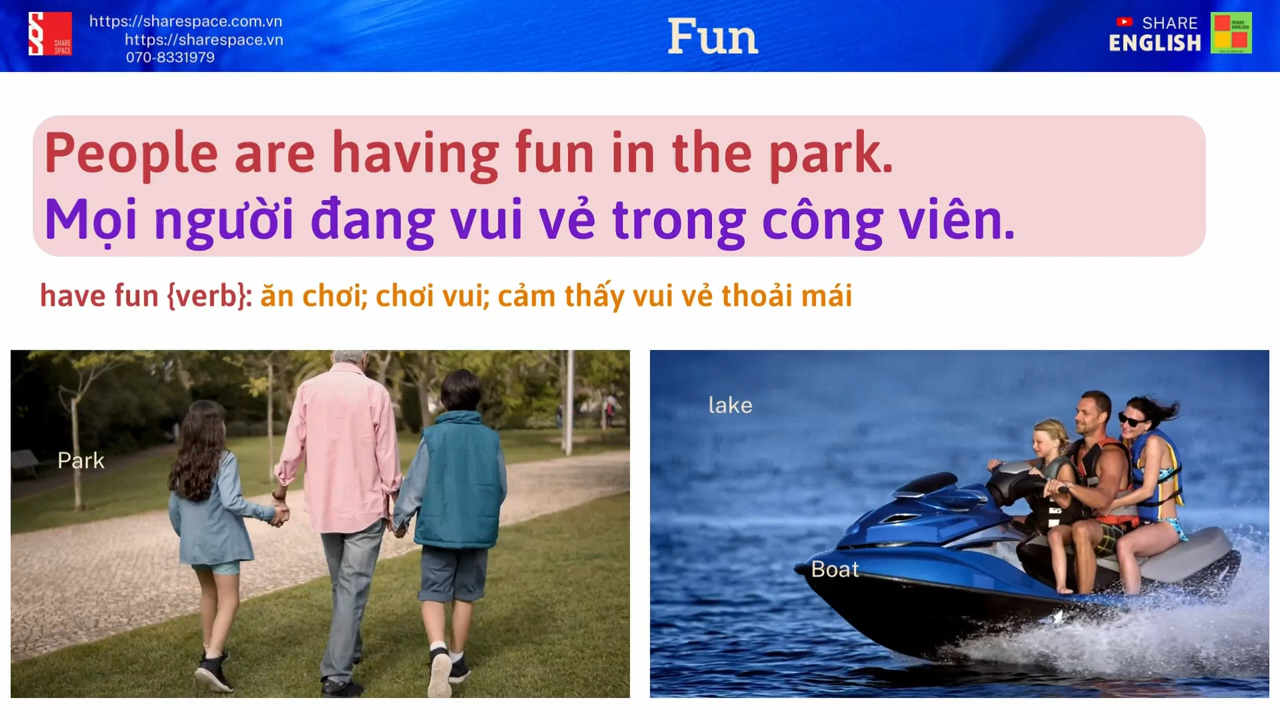 https://sharespace.com.vn
https://sharespace.vn
070-8331979
SHARE
SPACE
Fun
SHARE
ENGLISH
People are having fun in the park.
Mọi người đang vui vẻ trong công viên.
have fun {verb}: ăn chơi; chơi vui; cảm thấy vui vẻ thoải mái
Park
lake
Boat